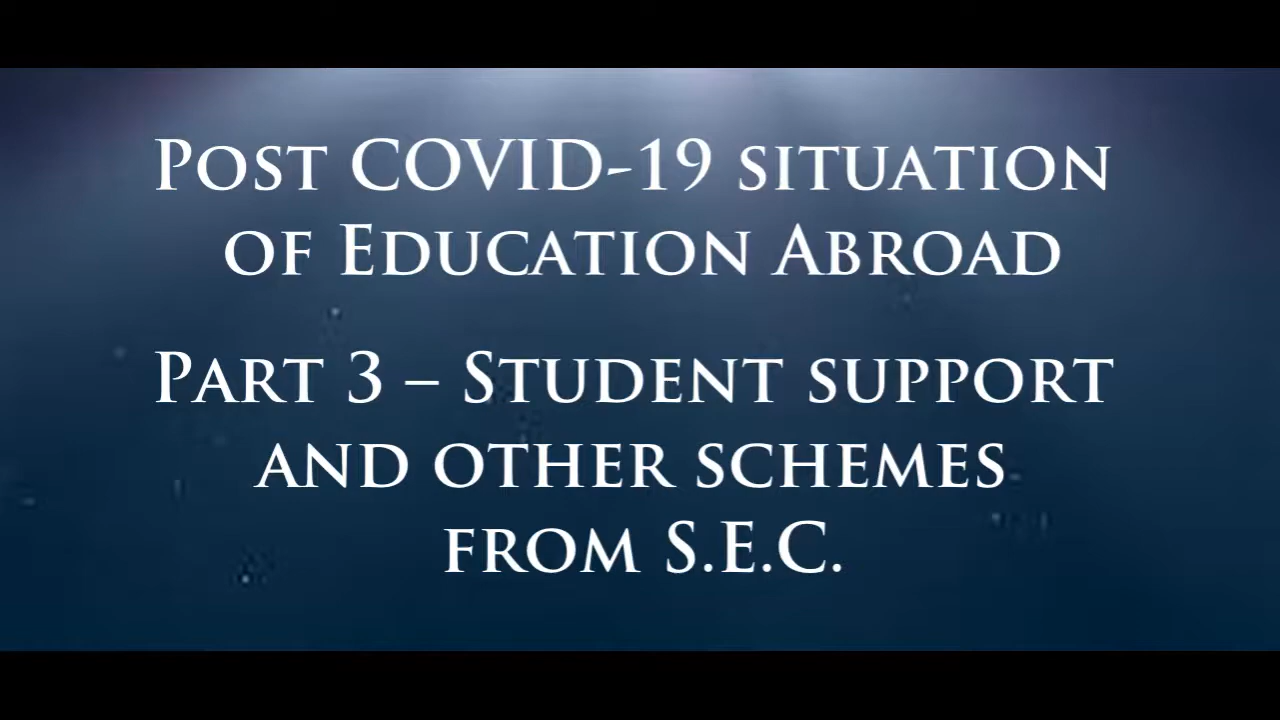 Post COVID-19 situation
of Education Abroad
Part 3 – Student support
and other schemes
from S.E.C.